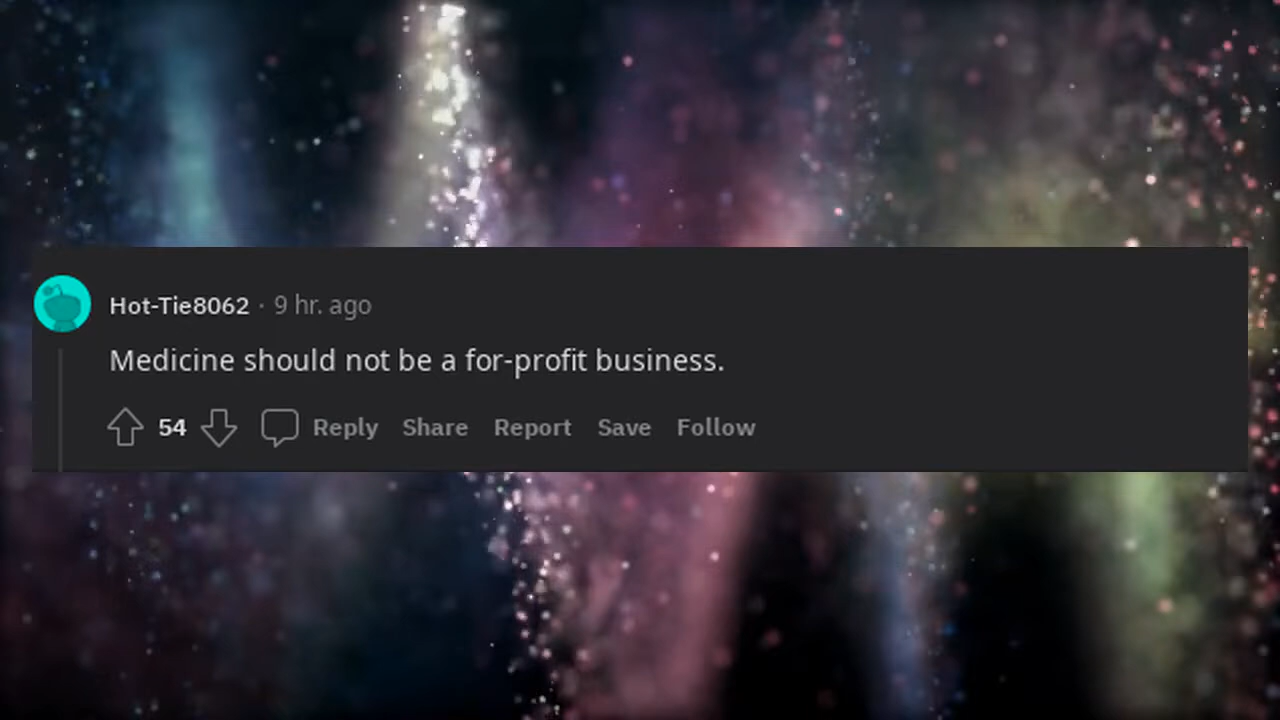 Hot-Tie8062 · 9 hr. ago
Medicine should not be a for-profit business.
54 Reply Share Report Save Follow